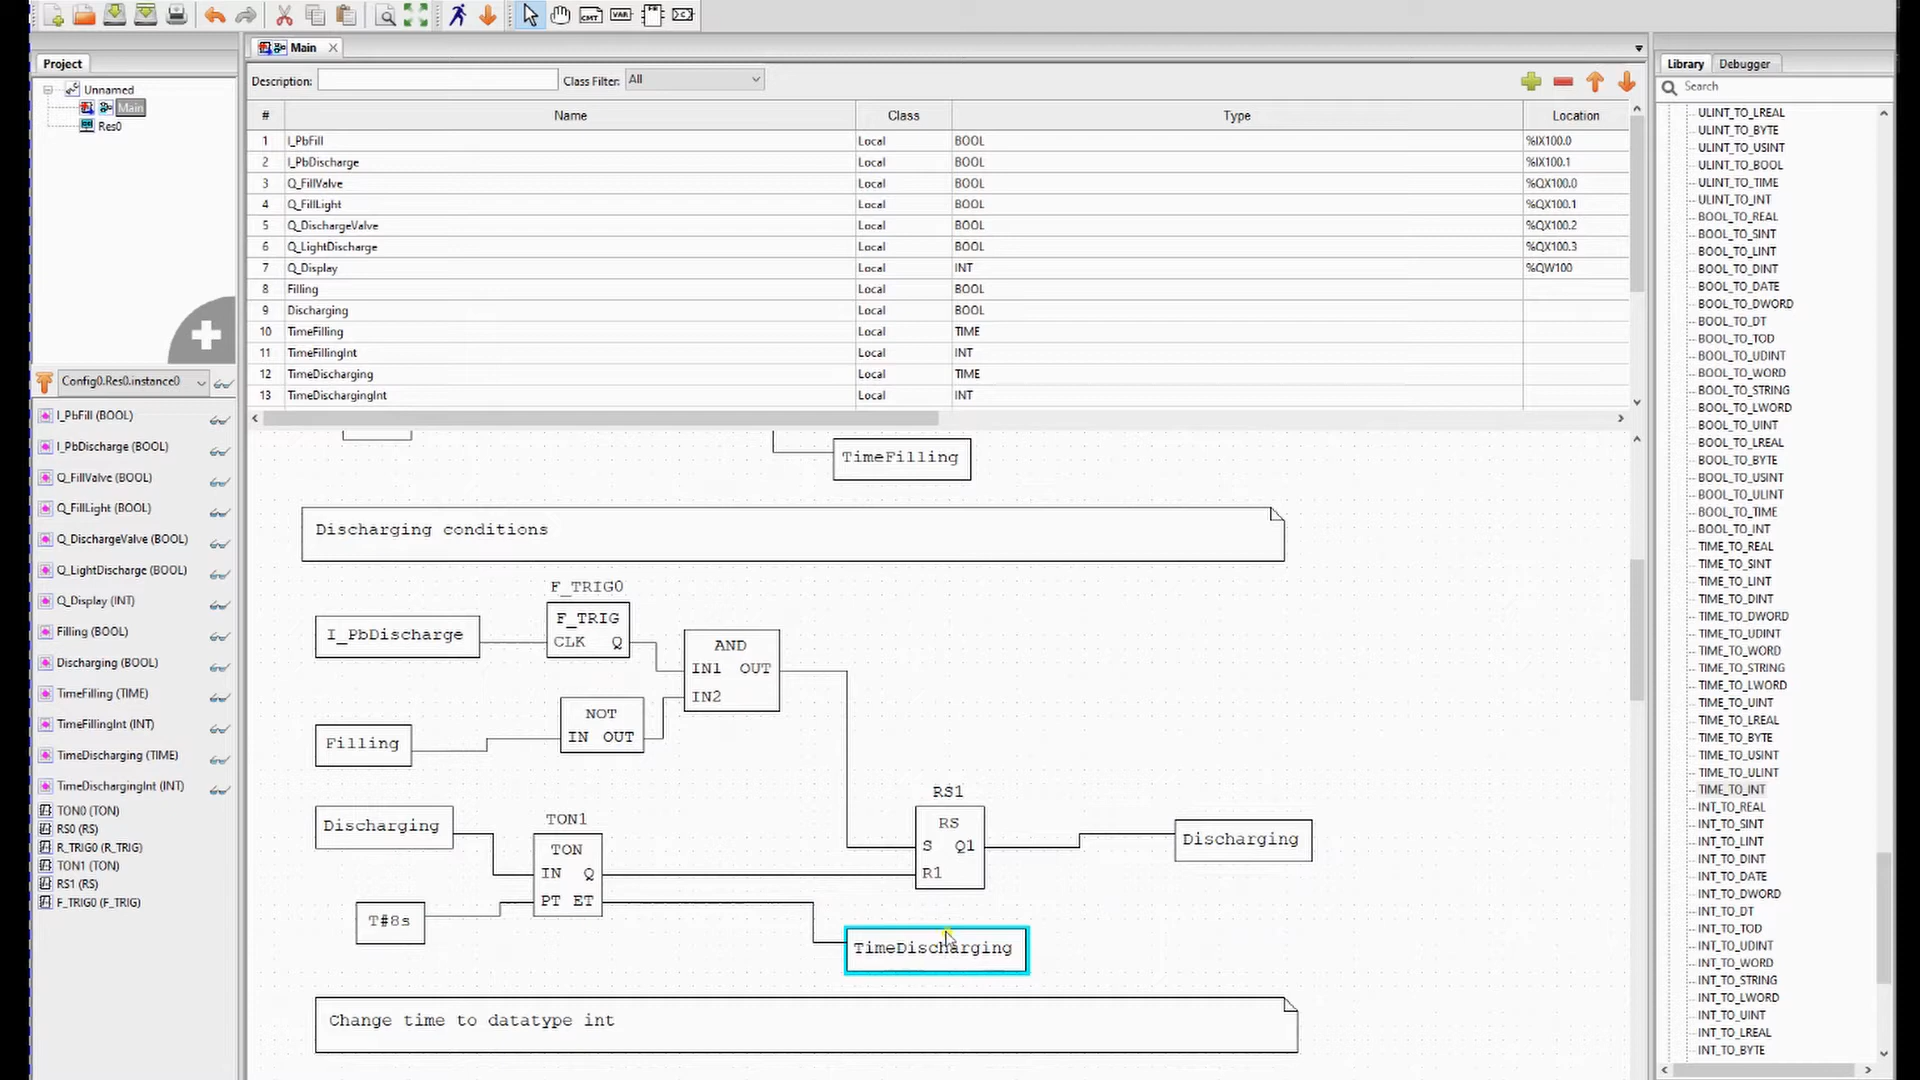 CMT
VAR
Main
Project
Unnamed
Main
Res0
Description:
Class Filter: All
# Name Class Type Location
1 I_PbFill Local BOOL %IX100.0
2 I_PbDischarge Local BOOL %IX100.1
3 Q_FillValve Local BOOL %QX100.0
4 Q_FillLight Local BOOL %QX100.1
5 Q_DischargeValve Local BOOL %QX100.2
6 Q_LightDischarge Local BOOL %QX100.3
7 Q_Display Local INT %QW100
8 Filling Local BOOL
9 Discharging Local BOOL
10 TimeFilling Local TIME
11 TimeFillingInt Local INT
12 TimeDischarging Local TIME
13 TimeDischargingInt Local INT
Config0.Res0.instance0
I_PbFill (BOOL)
I_PbDischarge (BOOL)
Q_FillValve (BOOL)
Q_FillLight (BOOL)
Q_DischargeValve (BOOL)
Q_LightDischarge (BOOL)
Q_Display (INT)
Filling (BOOL)
Discharging (BOOL)
TimeFilling (TIME)
TimeFillingInt (INT)
TimeDischarging (TIME)
TimeDischargingInt (INT)
TON0 (TON)
RS0 (RS)
R_TRIG0 (R_TRIG)
TON1 (TON)
RS1 (RS)
F_TRIG0 (F_TRIG)
TimeFilling
Discharging conditions
F_TRIG0
F_TRIG
CLK Q
I_PbDischarge
AND
IN1 OUT
IN2
NOT
IN OUT
Filling
RS1
RS
S Q1
R1
Discharging
TON1
TON
IN Q
PT ET
Discharging
T#8s
TimeDischarging
Change time to datatype int
Library Debugger
Search
ULINT_TO_LREAL
ULINT_TO_BYTE
ULINT_TO_USINT
ULINT_TO_BOOL
ULINT_TO_TIME
ULINT_TO_INT
BOOL_TO_REAL
BOOL_TO_SINT
BOOL_TO_LINT
BOOL_TO_DINT
BOOL_TO_DATE
BOOL_TO_DWORD
BOOL_TO_DT
BOOL_TO_TOD
BOOL_TO_UDINT
BOOL_TO_WORD
BOOL_TO_STRING
BOOL_TO_LWORD
BOOL_TO_UINT
BOOL_TO_LREAL
BOOL_TO_BYTE
BOOL_TO_USINT
BOOL_TO_ULINT
BOOL_TO_TIME
BOOL_TO_INT
TIME_TO_REAL
TIME_TO_SINT
TIME_TO_LINT
TIME_TO_DINT
TIME_TO_DWORD
TIME_TO_UDINT
TIME_TO_WORD
TIME_TO_STRING
TIME_TO_LWORD
TIME_TO_UINT
TIME_TO_LREAL
TIME_TO_BYTE
TIME_TO_USINT
TIME_TO_ULINT
TIME_TO_INT
INT_TO_REAL
INT_TO_SINT
INT_TO_LINT
INT_TO_DINT
INT_TO_DATE
INT_TO_DWORD
INT_TO_DT
INT_TO_TOD
INT_TO_UDINT
INT_TO_WORD
INT_TO_STRING
INT_TO_LWORD
INT_TO_UINT
INT_TO_LREAL
INT_TO_BYTE